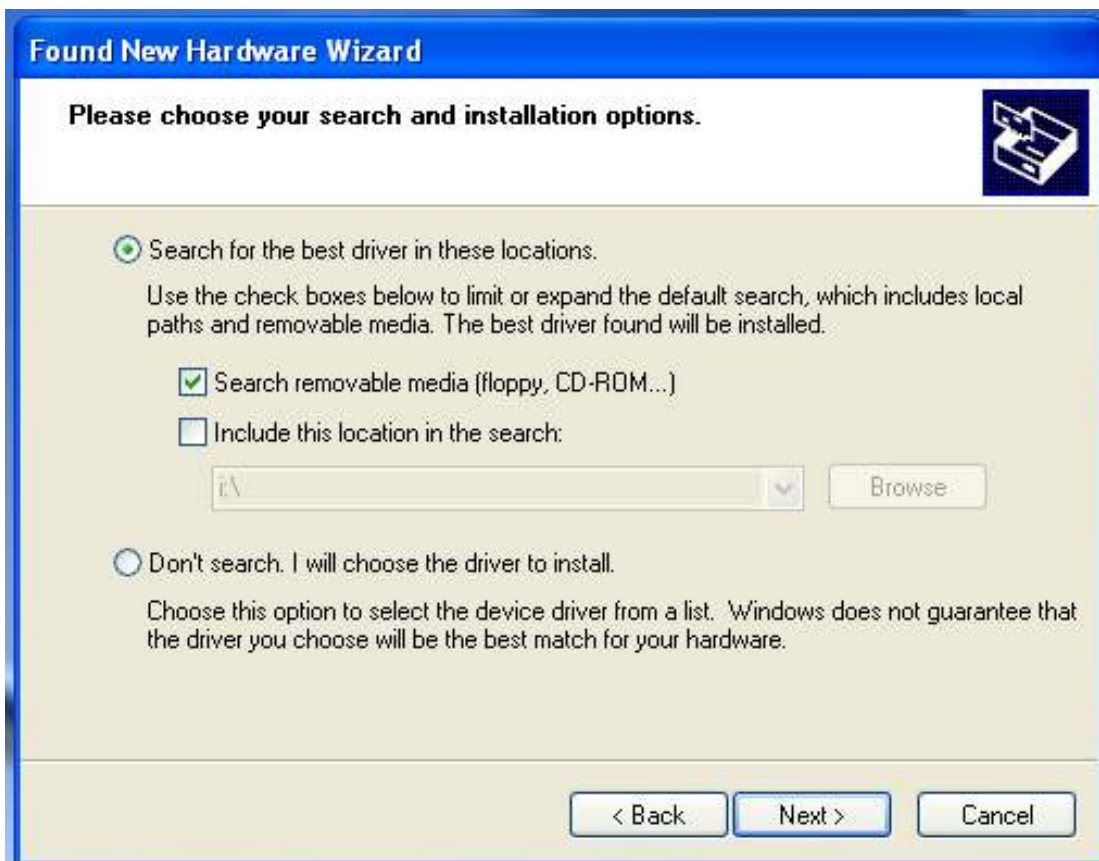 Found New Hardware Wizard
Please choose your search and installation options.
Search for the best driver in these locations.
Use the check boxes below to limit or expand the default search, which includes local
paths and removable media. The best driver found will be installed.
Search removable media (floppy, CD-ROM...)
Include this location in the search:
i:\
Browse
Don't search. I will choose the driver to install.
Choose this option to select the device driver from a list. Windows does not guarantee that
the driver you choose will be the best match for your hardware.
< Back
Next >
Cancel